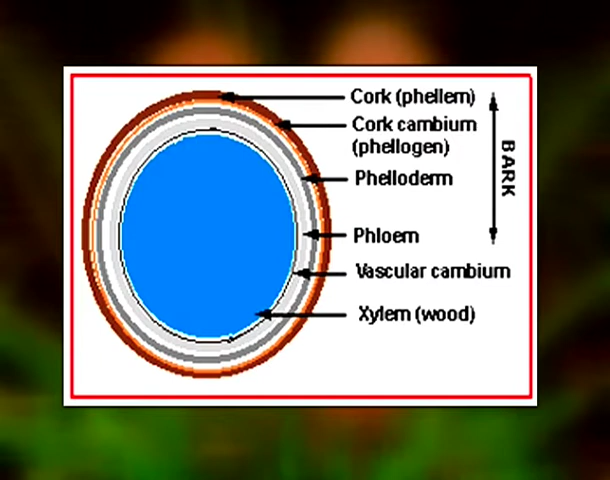 Cork (phellem)
Cork cambium
(phellogen)
Phelloderm
Phloem
Vascular cambium
Xylem (wood)
BARK